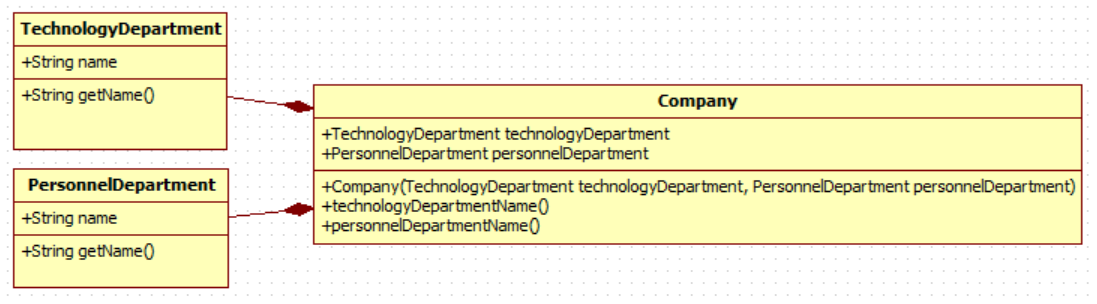 TechnologyDepartment
+String name
+String getName()
Company
+TechnologyDepartment technologyDepartment
+PersonnelDepartment personnelDepartment
+Company(TechnologyDepartment technologyDepartment, PersonnelDepartment personnelDepartment)
+technologyDepartmentName()
+personnelDepartmentName()
PersonnelDepartment
+String name
+String getName()